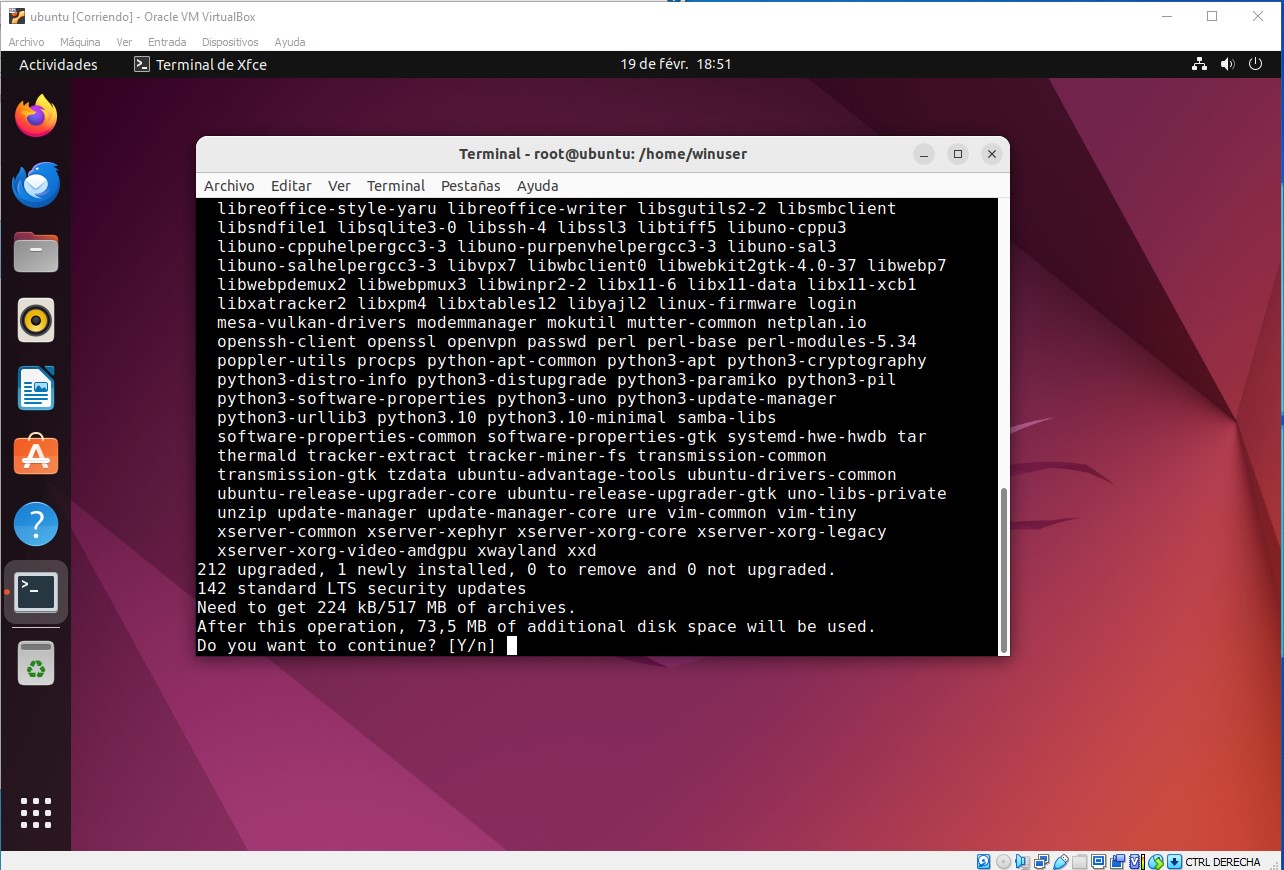 ubuntu [Corriendo] - Oracle VM VirtualBox
Archivo Máquina Ver Entrada Dispositivos Ayuda
Actividades Terminal de Xfce 19 de févr. 18:51
Terminal - root@ubuntu: /home/winuser
Archivo Editar Ver Terminal Pestañas Ayuda
libreoffice-style-yaru libreoffice-writer libsgutils2-2 libsmbclient
libsndfile1 libsqlite3-0 libssh-4 libssl3 libtiff5 libuno-cppu3
libuno-cppuhelpergcc3-3 libuno-purpenvhelpergcc3-3 libuno-sal3
libuno-salhelpergcc3-3 libvpx7 libwbclient0 libwebkit2gtk-4.0-37 libwebp7
libwebpdemux2 libwebpmux3 libwinpr2-2 libx11-6 libx11-data libx11-xcb1
libxatracker2 libxpm4 libxtables12 libyajl2 linux-firmware login
mesa-vulkan-drivers modemmanager mokutil mutter-common netplan.io
openssh-client openssl openvpn passwd perl perl-base perl-modules-5.34
poppler-utils procps python-apt-common python3-apt python3-cryptography
python3-distro-info python3-distupgrade python3-paramiko python3-pil
python3-software-properties python3-uno python3-update-manager
python3-urllib3 python3.10 python3.10-minimal samba-libs
software-properties-common software-properties-gtk systemd-hwe-hwdb tar
thermald tracker-extract tracker-miner-fs transmission-common
transmission-gtk tzdata ubuntu-advantage-tools ubuntu-drivers-common
ubuntu-release-upgrader-core ubuntu-release-upgrader-gtk uno-libs-private
unzip update-manager update-manager-core ure vim-common vim-tiny
xserver-common xserver-xephyr xserver-xorg-core xserver-xorg-legacy
xserver-xorg-video-amdgpu xwayland xxd
212 upgraded, 1 newly installed, 0 to remove and 0 not upgraded.
142 standard LTS security updates
Need to get 224 kB/517 MB of archives.
After this operation, 73,5 MB of additional disk space will be used.
Do you want to continue? [Y/n]
CTRL DERECHA